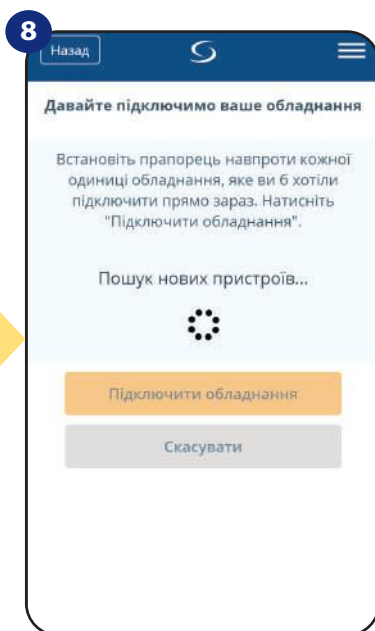 8
Назад
Давайте підключимо ваше обладнання
Встановіть прапорець навпроти кожної
одиниці обладнання, яке ви б хотіли
підключити прямо зараз. Натисніть
"Підключити обладнання".
Пошук нових пристроїв...
Підключити обладнання
Скасувати